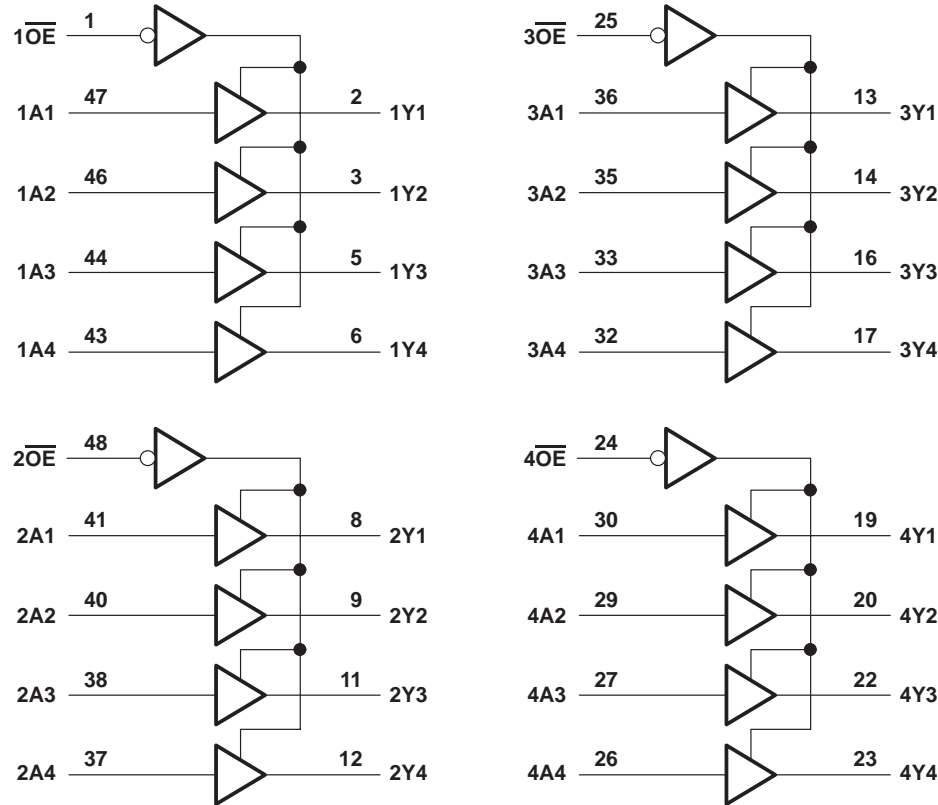 1OE 1
1A1 47 2 1Y1
1A2 46 3 1Y2
1A3 44 5 1Y3
1A4 43 6 1Y4
3OE 25
3A1 36 13 3Y1
3A2 35 14 3Y2
3A3 33 16 3Y3
3A4 32 17 3Y4
2OE 48
2A1 41 8 2Y1
2A2 40 9 2Y2
2A3 38 11 2Y3
2A4 37 12 2Y4
4OE 24
4A1 30 19 4Y1
4A2 29 20 4Y2
4A3 27 22 4Y3
4A4 26 23 4Y4